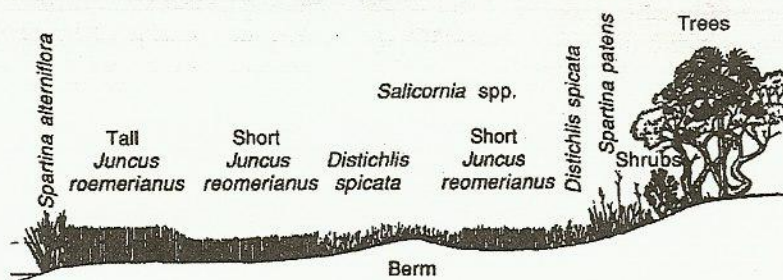 Trees
Spartina alterniflora
Distichlis spicata
Spartina patens
Salicornia spp.
Tall
Juncus
roemerianus
Short
Juncus
reomerianus
Distichlis
spicata
Short
Juncus
reomerianus
Shrubs
Berm